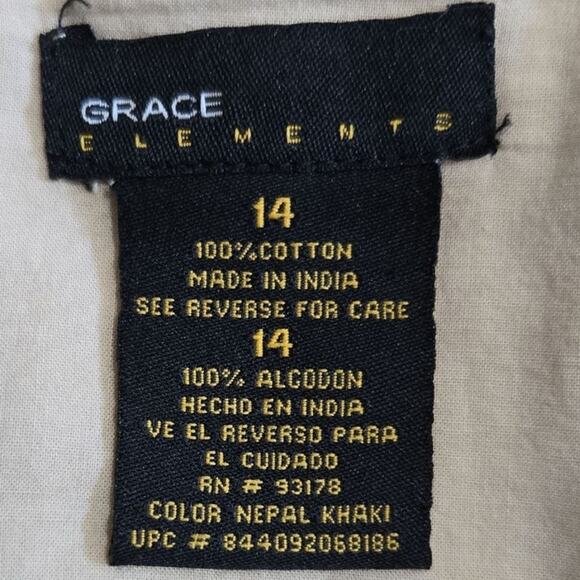 GRACE
ELEMENTS
14
100%COTTON
MADE IN INDIA
SEE REVERSE FOR CARE
14
100% ALGODON
HECHO EN INDIA
VE EL REVERSO PARA
EL CUIDADO
RN # 93178
COLOR NEPAL KHAKI
UPC # 844092068186